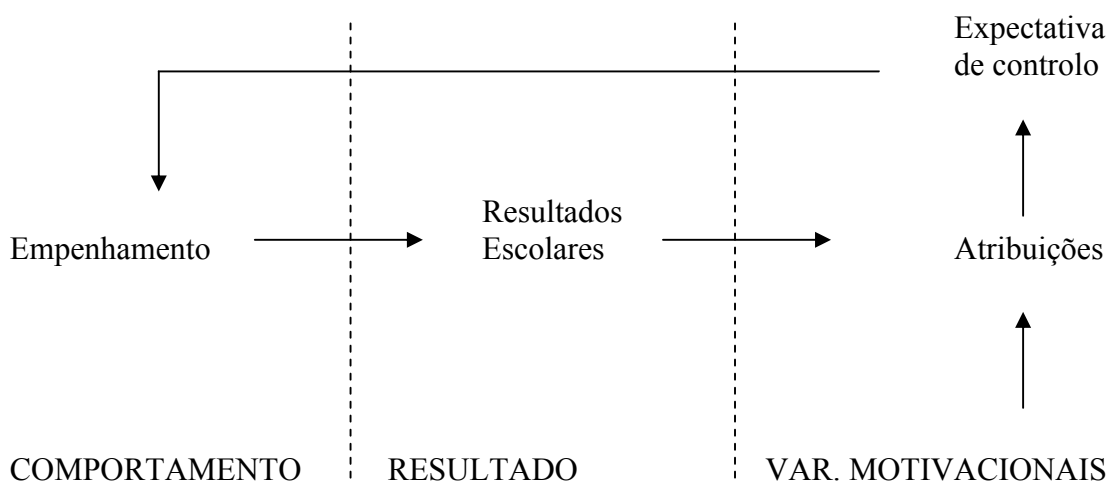 Expectativa
de controlo
Empenhamento
Resultados
Escolares
Atribuições
COMPORTAMENTO
RESULTADO
VAR. MOTIVACIONAIS